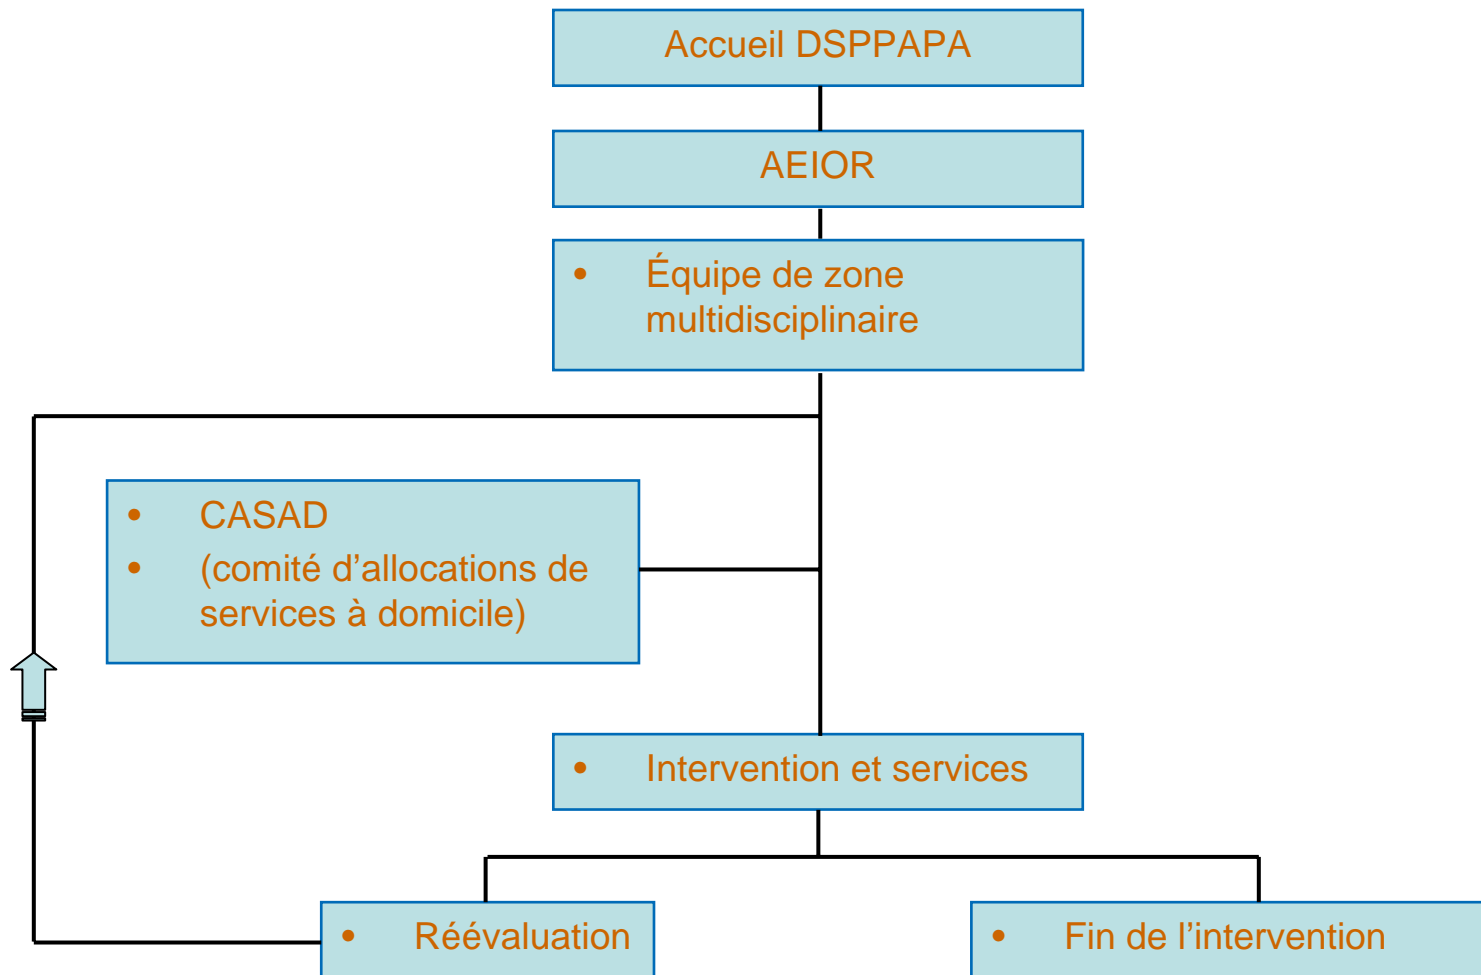 Accueil DSPPAPA
AEIOR
• Équipe de zone
multidisciplinaire
• CASAD
• (comité d’allocations de
services à domicile)
• Intervention et services
• Réévaluation
• Fin de l’intervention